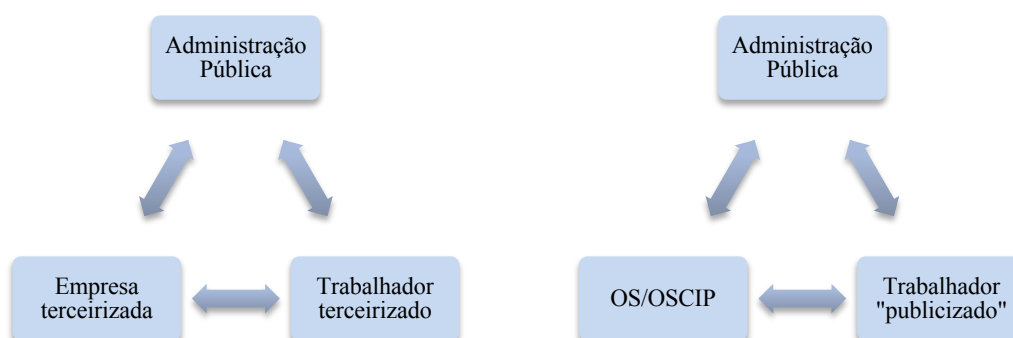 Administração
Pública
Empresa
terceirizada
Trabalhador
terceirizado
Administração
Pública
OS/OSCIP
Trabalhador
"publicizado"